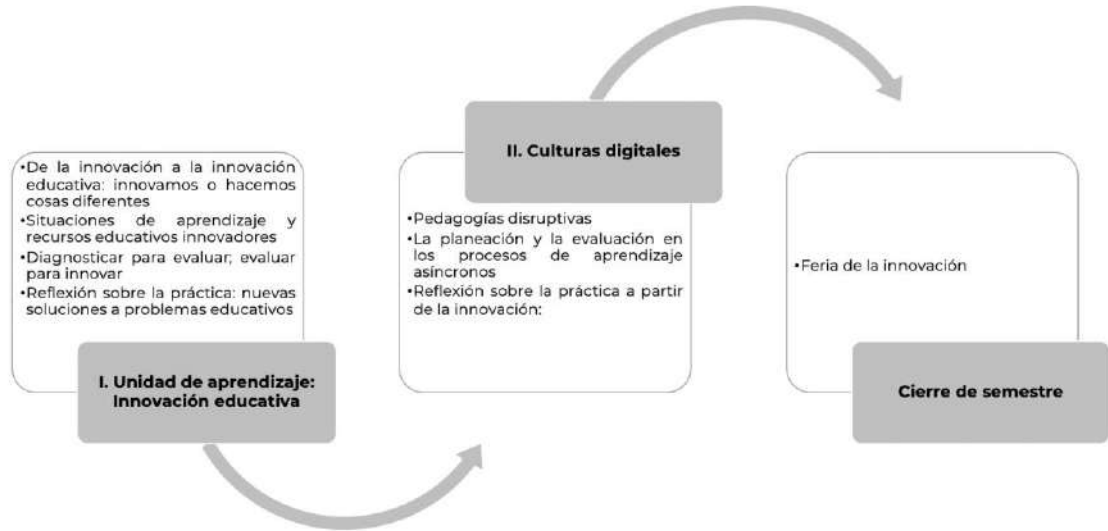 •De la innovación a la innovación
educativa: innovamos o hacemos
cosas diferentes
•Situaciones de aprendizaje y
recursos educativos innovadores
•Diagnosticar para evaluar; evaluar
para innovar
•Reflexión sobre la práctica: nuevas
soluciones a problemas educativos
I. Unidad de aprendizaje:
Innovación educativa
II. Culturas digitales
•Pedagogías disruptivas
•La planeación y la evaluación en
los procesos de aprendizaje
asíncronos
•Reflexión sobre la práctica a partir
de la innovación:
•Feria de la innovación
Cierre de semestre